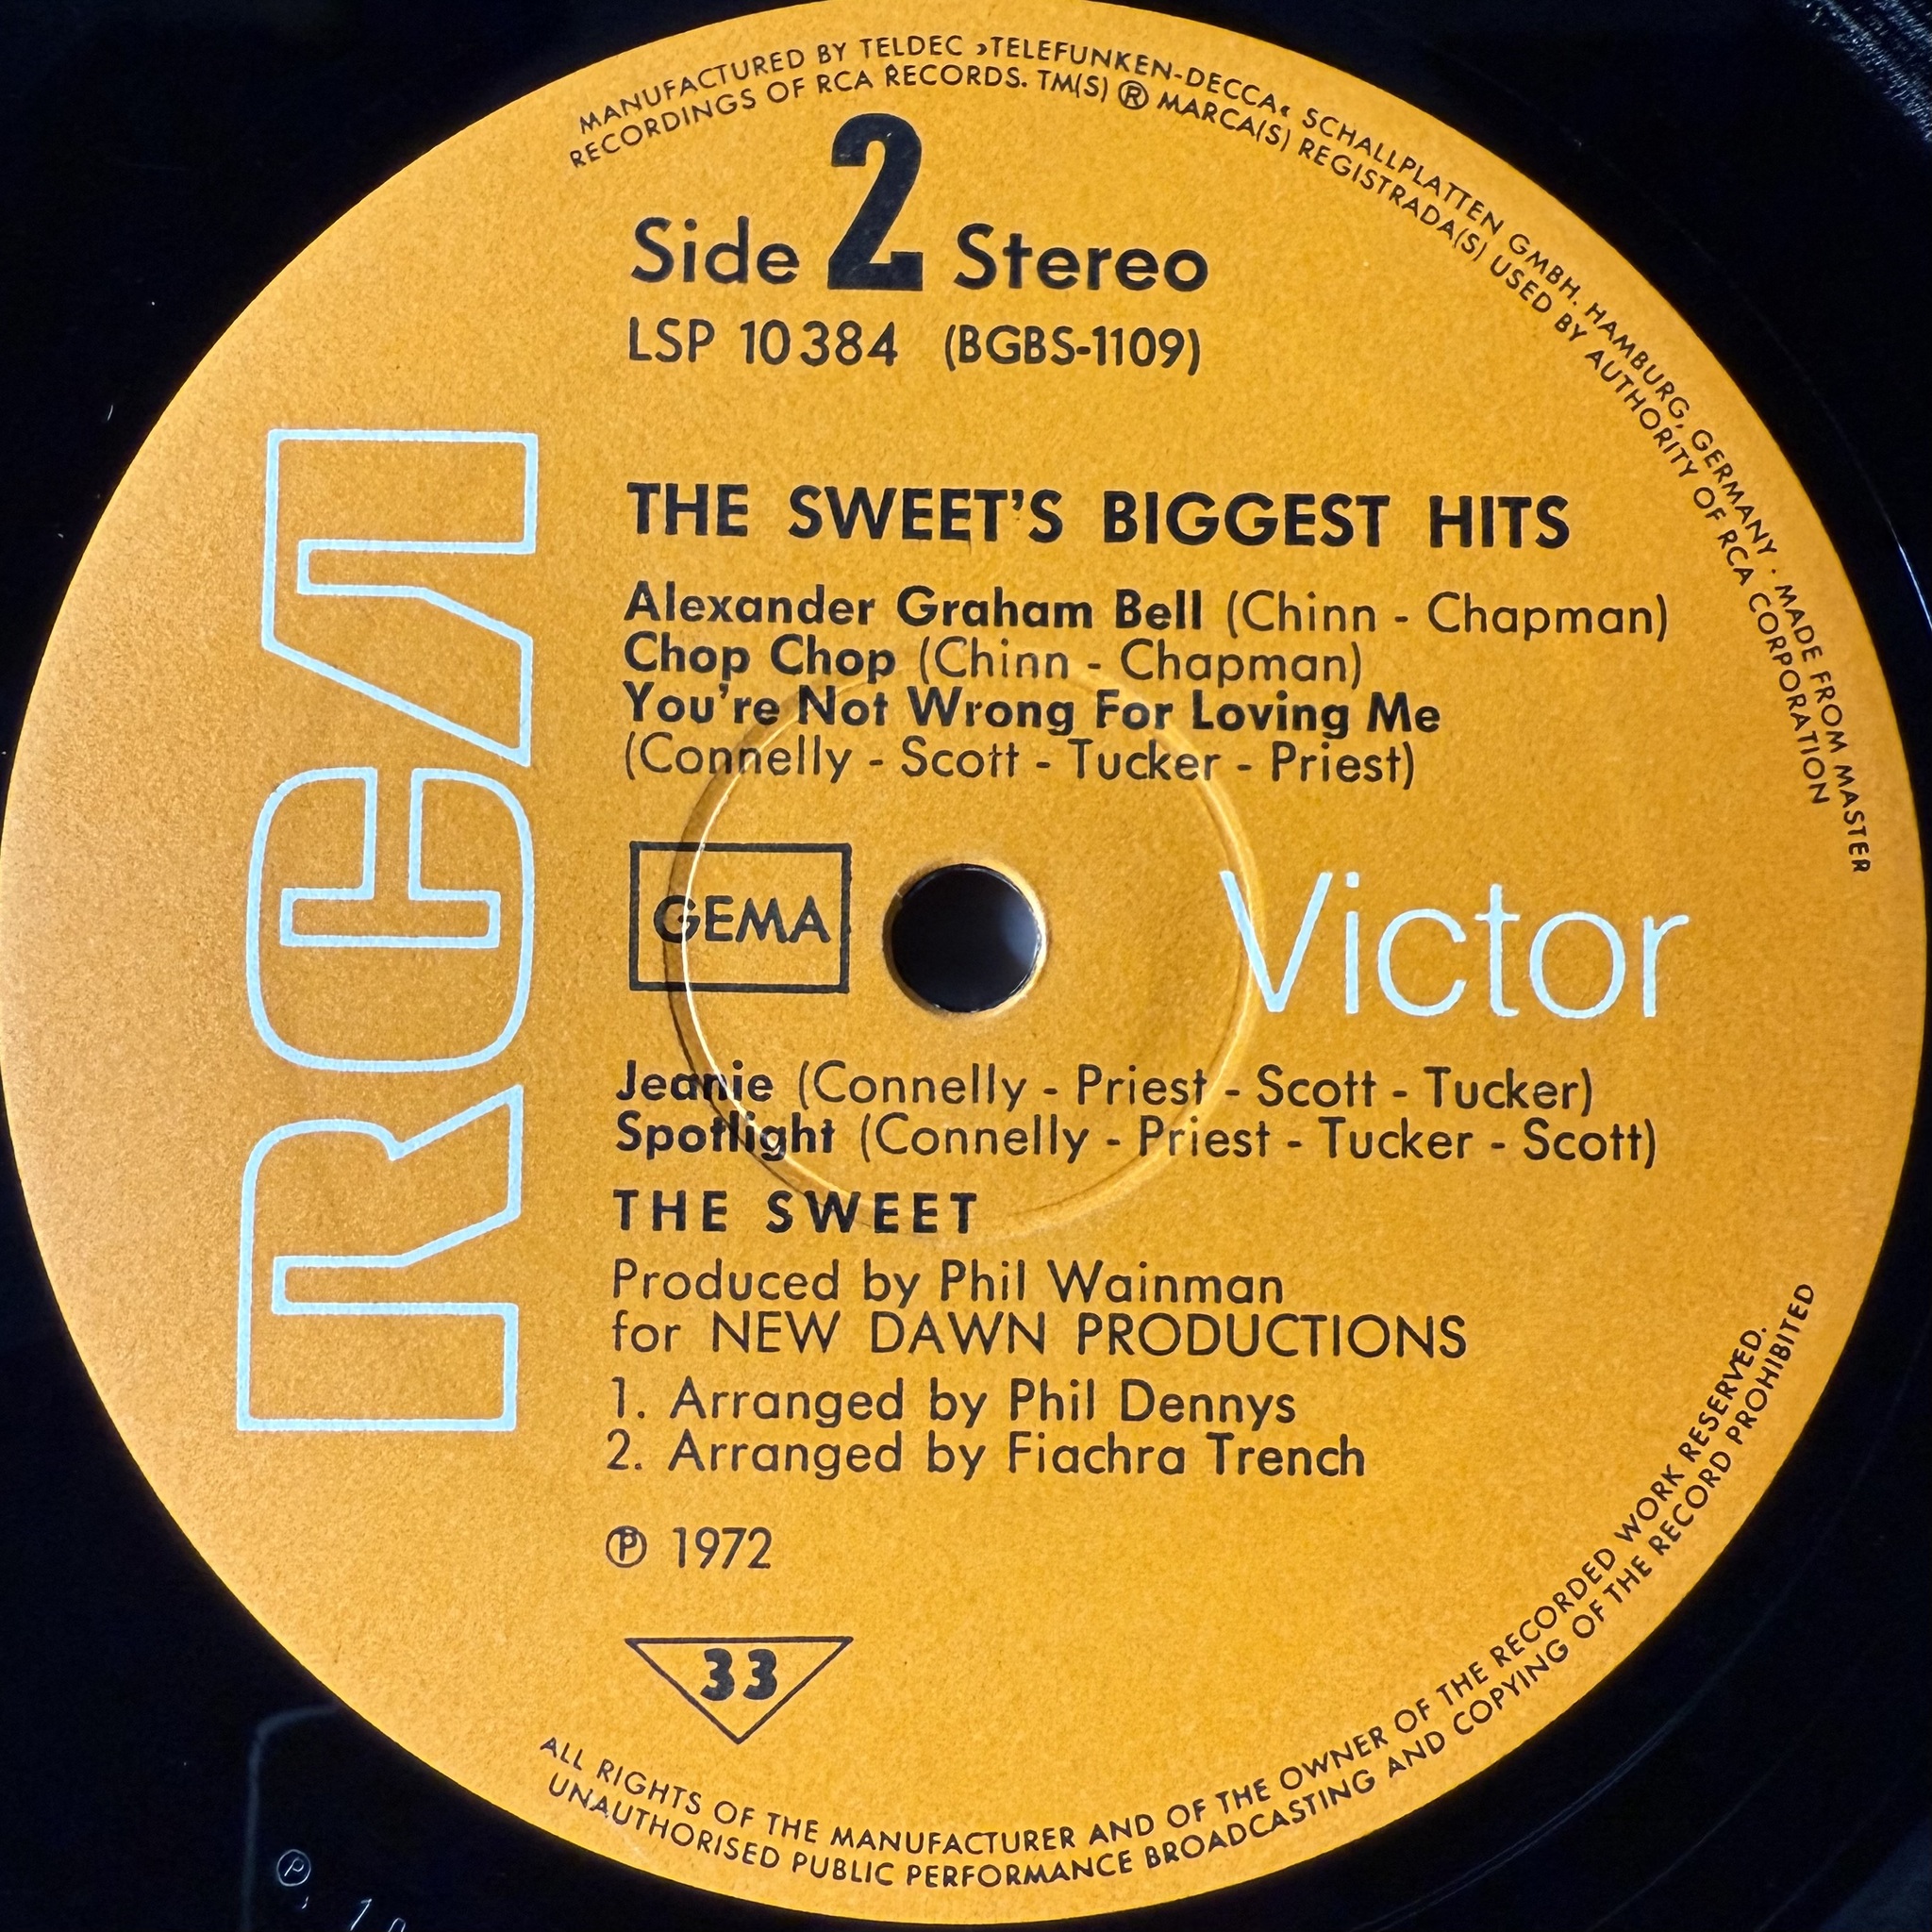 MANUFACTURED BY TELDEC »TELEFUNKEN-DECCA« SCHALLPLATTEN GMBH. HAMBURG, GERMANY · MADE FROM MASTER
RECORDINGS OF RCA RECORDS. TM(S) ® MARCA(S) REGISTRADA(S) USED BY AUTHORITY OF RCA CORPORATION
Side 2 Stereo
LSP 10384 (BGBS-1109)
RCA
THE SWEET'S BIGGEST HITS
Alexander Graham Bell (Chinn - Chapman)
Chop Chop (Chinn - Chapman)
You're Not Wrong For Loving Me
(Connelly - Scott - Tucker - Priest)
GEMA
Victor
Jeanie (Connelly - Priest - Scott - Tucker)
Spotlight (Connelly - Priest - Tucker - Scott)
THE SWEET
Produced by Phil Wainman
for NEW DAWN PRODUCTIONS
1. Arranged by Phil Dennys
2. Arranged by Fiachra Trench
℗ 1972
33
ALL RIGHTS OF THE MANUFACTURER AND OF THE OWNER OF THE RECORDED WORK RESERVED.
UNAUTHORISED PUBLIC PERFORMANCE BROADCASTING AND COPYING OF THE RECORD PROHIBITED
℗,